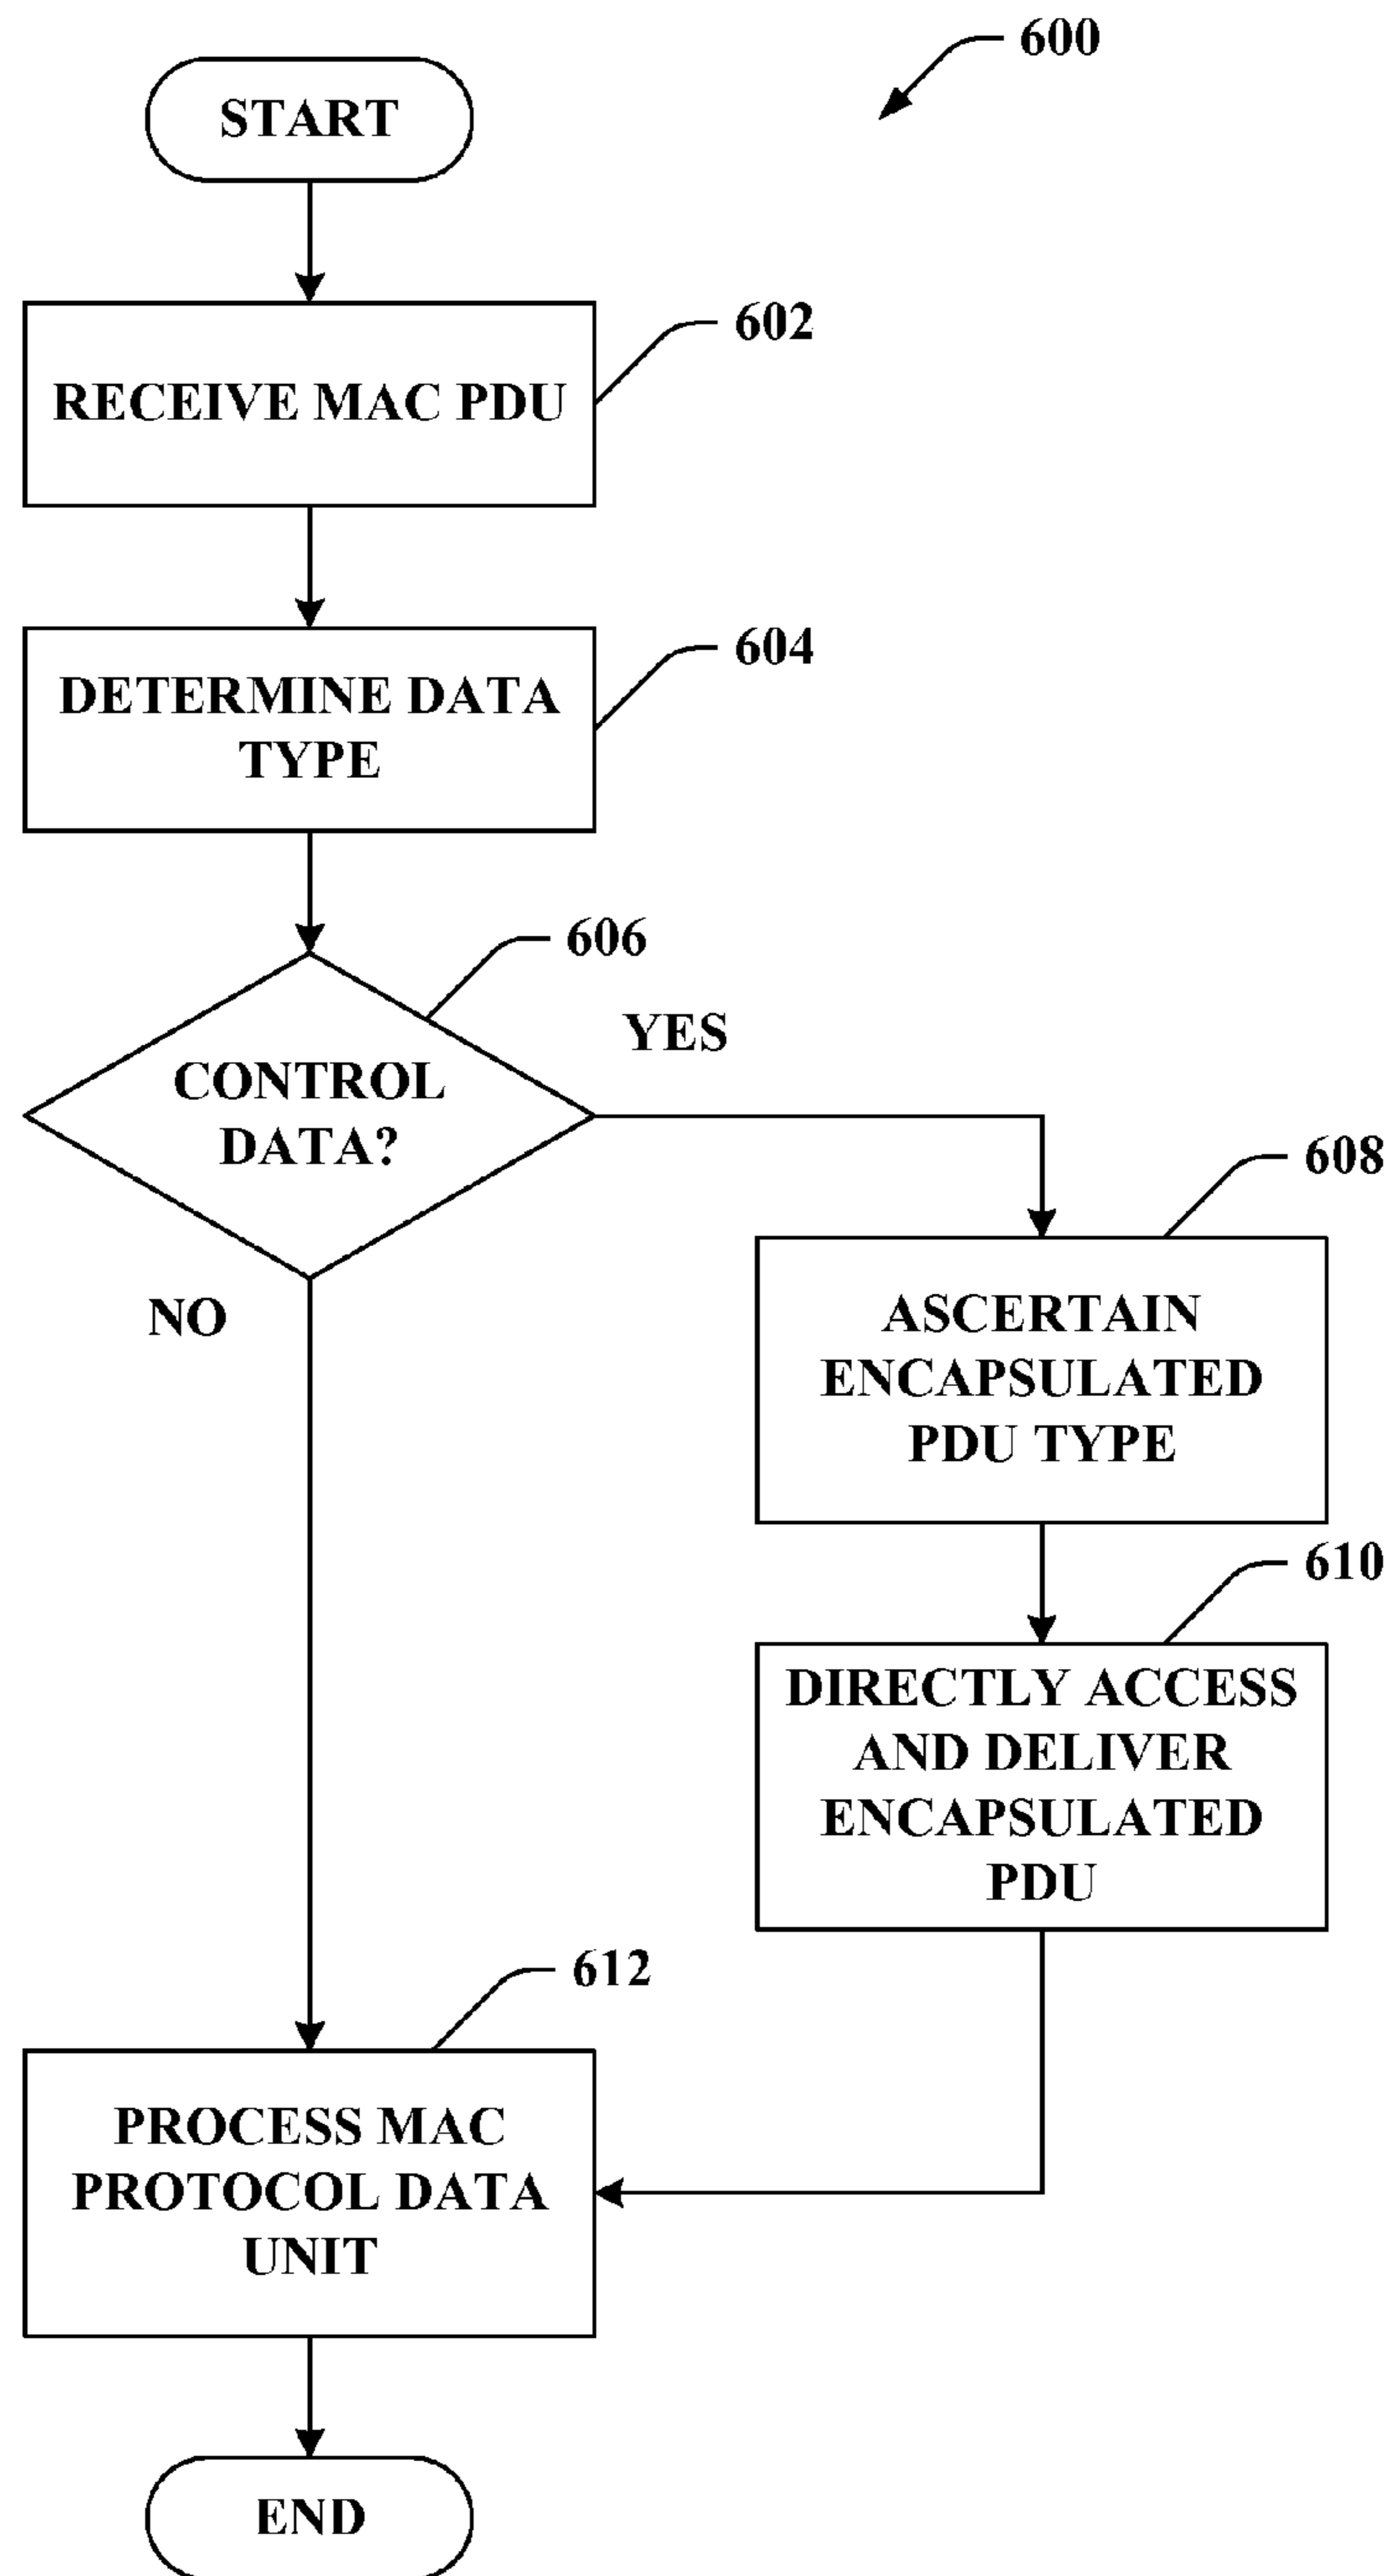 600
START
602
RECEIVE MAC PDU
604
DETERMINE DATA
TYPE
606
YES
CONTROL
DATA?
608
NO
ASCERTAIN
ENCAPSULATED
PDU TYPE
610
DIRECTLY ACCESS
AND DELIVER
ENCAPSULATED
PDU
612
PROCESS MAC
PROTOCOL DATA
UNIT
END